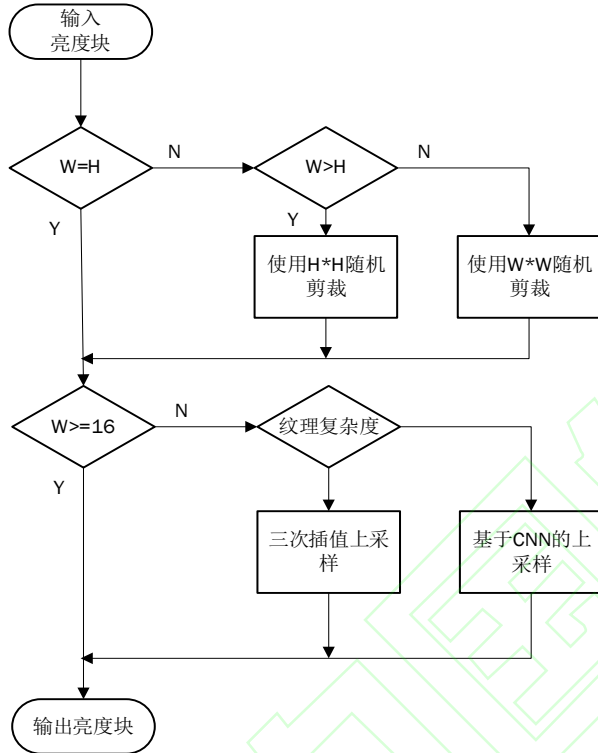 输入
亮度块
W=H
N
W>H
N
Y
Y
使用H*H随机
剪裁
使用W*W随机
剪裁
W>=16
N
纹理复杂度
Y
三次插值上采
样
基于CNN的上
采样
输出亮度块